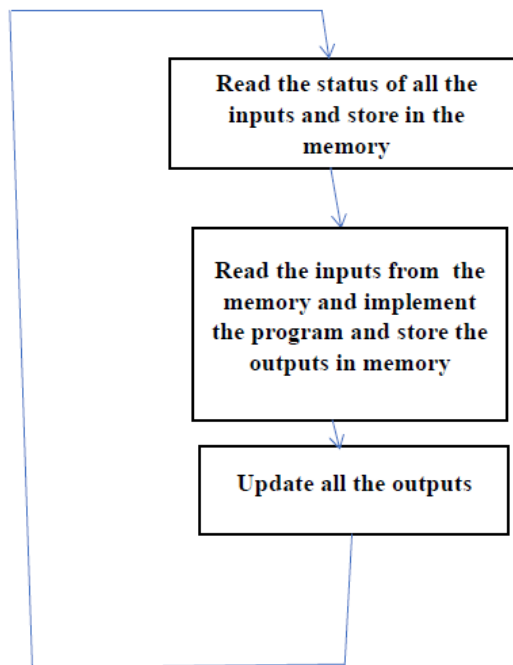 Read the status of all the
inputs and store in the
memory
Read the inputs from the
memory and implement
the program and store the
outputs in memory
Update all the outputs